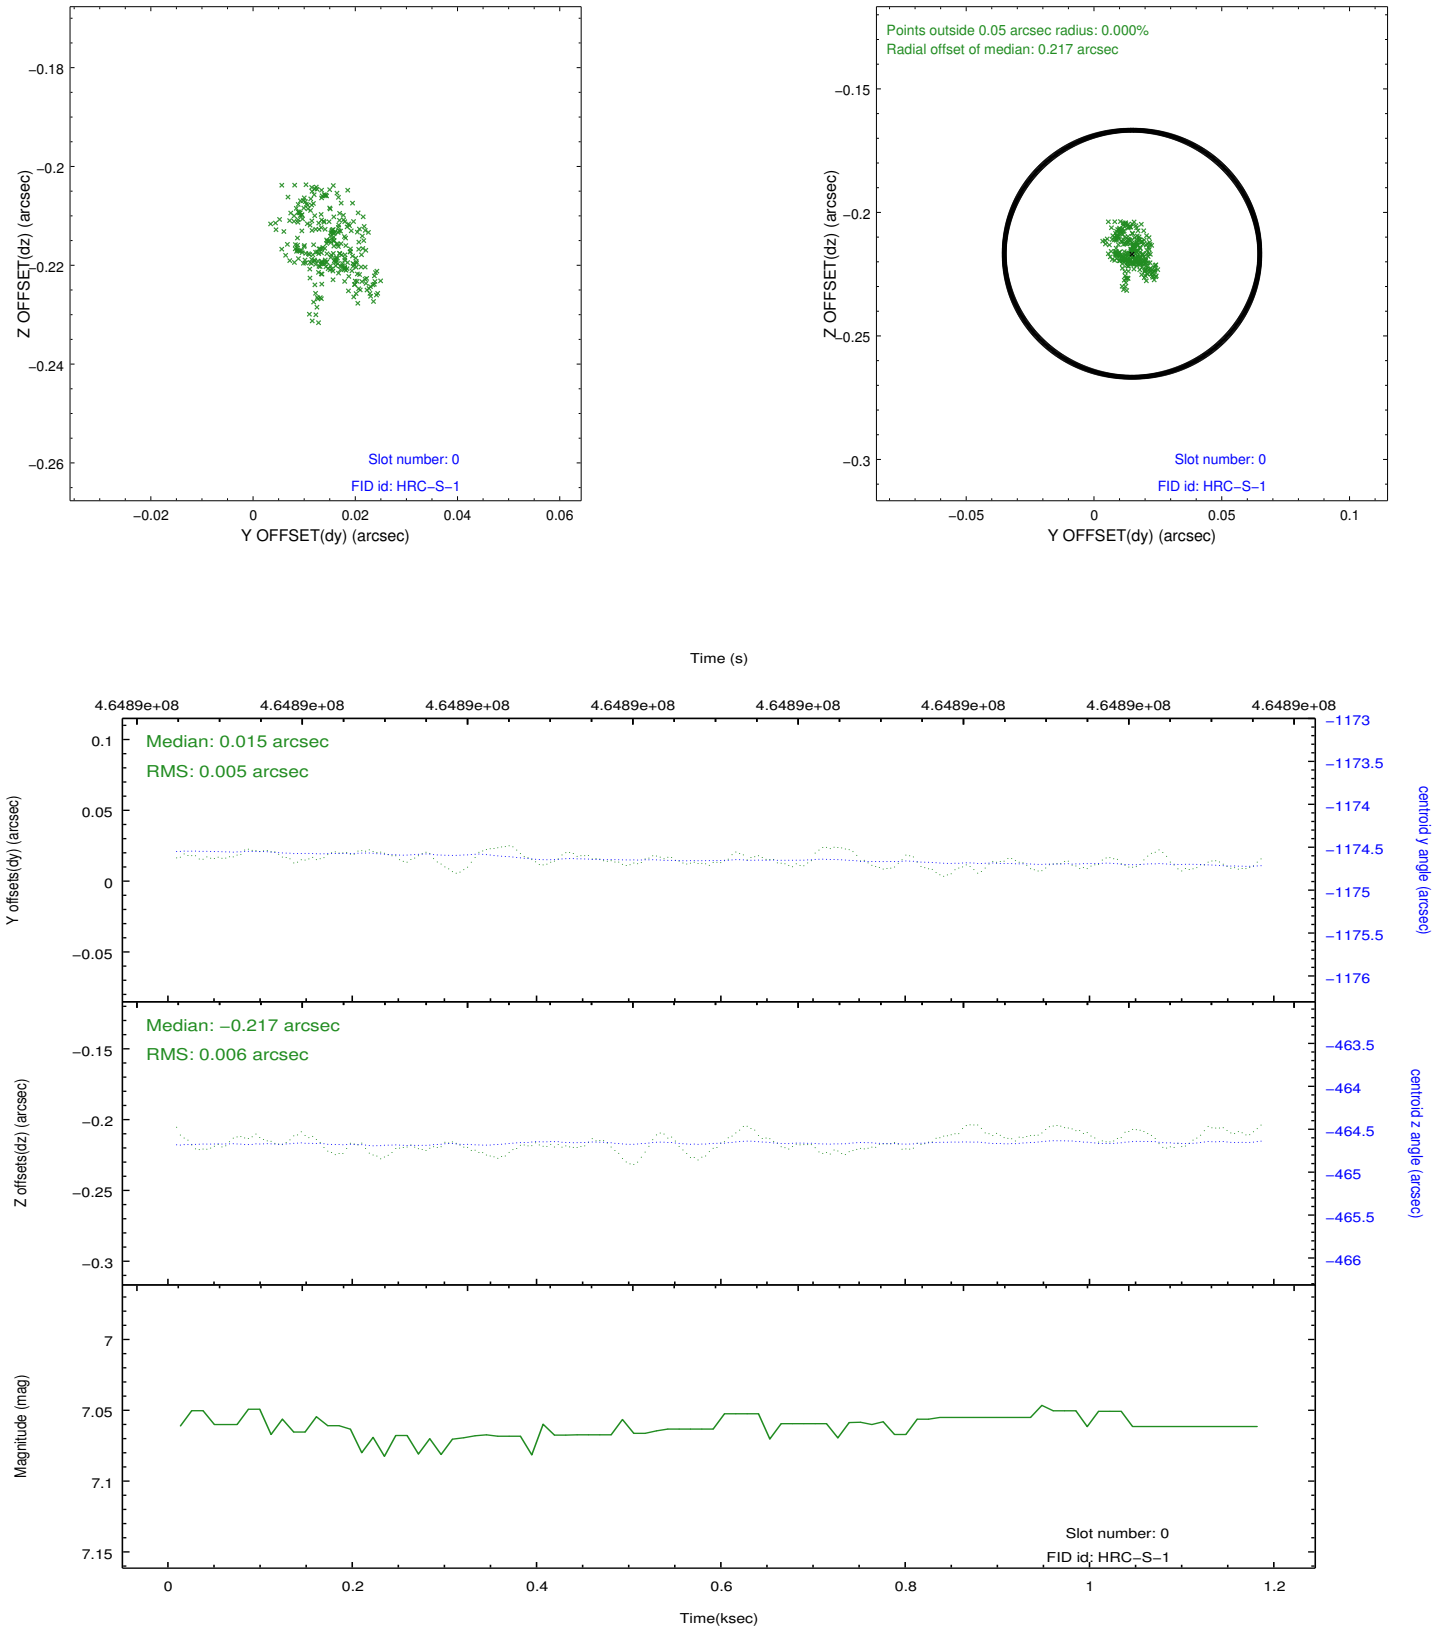 −0.18
−0.2
−0.22
−0.24
−0.26
Z OFFSET(dz) (arcsec)
Slot number: 0
FID id: HRC−S−1
−0.02
0
0.02
0.04
0.06
Y OFFSET(dy) (arcsec)
Points outside 0.05 arcsec radius: 0.000%
Radial offset of median: 0.217 arcsec
−0.15
−0.2
−0.25
−0.3
Z OFFSET(dz) (arcsec)
Slot number: 0
FID id: HRC−S−1
−0.05
0
0.05
0.1
Y OFFSET(dy) (arcsec)
Time (s)
4.6489e+08 4.6489e+08 4.6489e+08 4.6489e+08 4.6489e+08 4.6489e+08 4.6489e+08 4.6489e+08
Median: 0.015 arcsec
RMS: 0.005 arcsec
0.1
0.05
0
−0.05
Y offsets(dy) (arcsec)
−1173
−1173.5
−1174
−1174.5
−1175
−1175.5
−1176
centroid y angle (arcsec)
Median: −0.217 arcsec
RMS: 0.006 arcsec
−0.15
−0.2
−0.25
−0.3
Z offsets(dz) (arcsec)
−463.5
−464
−464.5
−465
−465.5
−466
centroid z angle (arcsec)
7
7.05
7.1
7.15
Magnitude (mag)
Slot number: 0
FID id: HRC−S−1
0 0.2 0.4 0.6 0.8 1 1.2
Time(ksec)